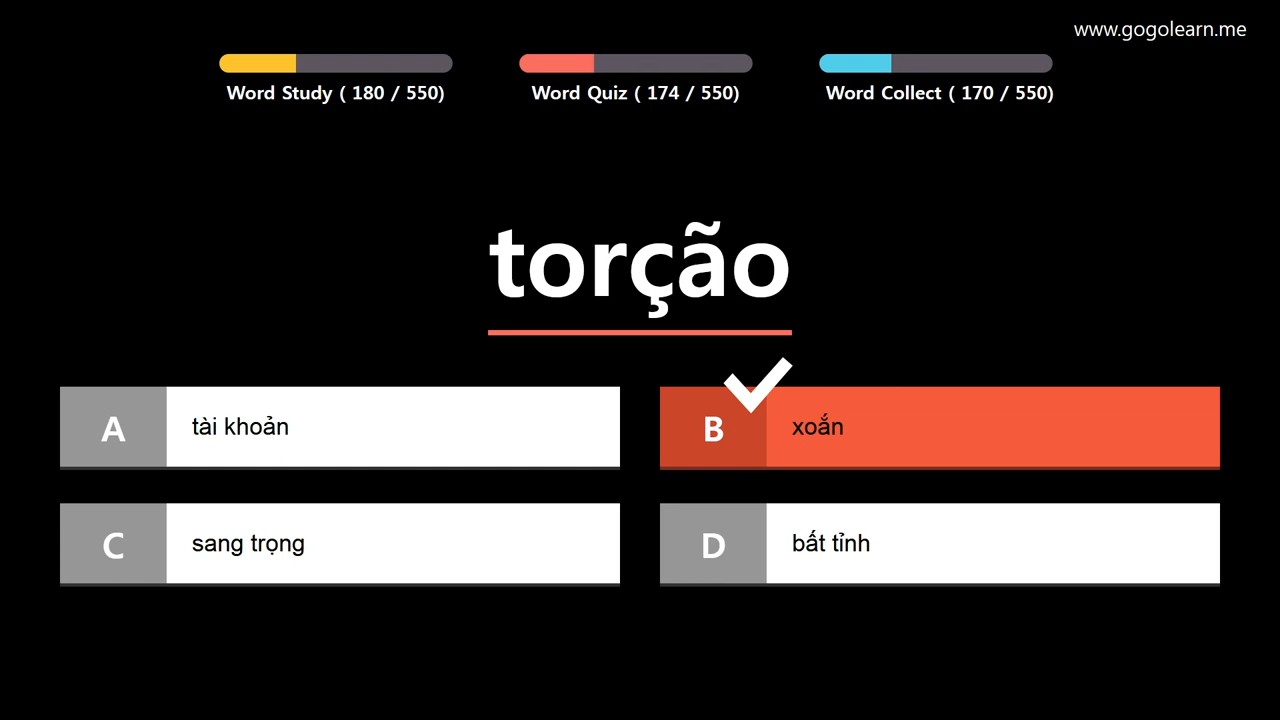 www.gogolearn.me
Word Study ( 180 / 550)
Word Quiz ( 174 / 550)
Word Collect ( 170 / 550)
torção
A
tài khoản
B
xoắn
C
sang trọng
D
bất tỉnh